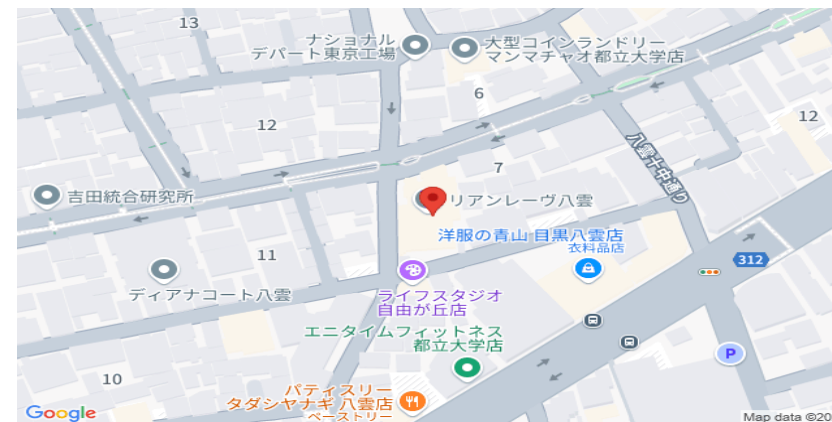 13
ナショナル
デパート東京工場
大型コインランドリー
マンマチャオ都立大学店
6
12
12
7
八雲十中通り
吉田統合研究所
リアンレーヴ八雲
洋服の青山 目黒八雲店
衣料品店
11
312
ディアナコート八雲
ライフスタジオ
自由が丘店
エニタイムフィットネス
都立大学店
P
10
パティスリー
タダシヤナギ 八雲店
ペーストリー
Google
Map data ©20